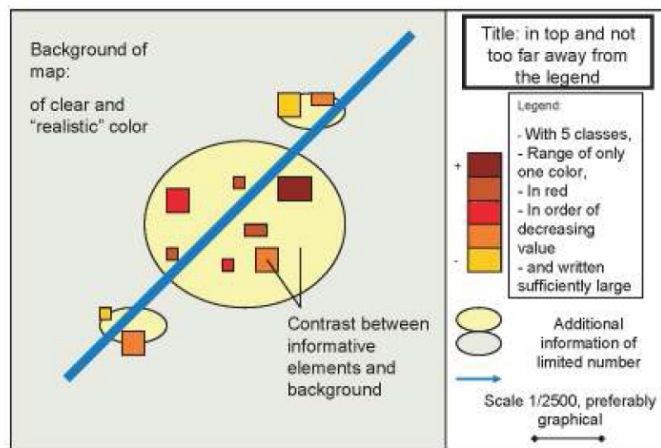 Background of
map:
of clear and
"realistic" color
Contrast between
informative
elements and
background
Title: in top and not
too far away from
the legend
Legend:
- With 5 classes,
- Range of only
one color,
- In red
- In order of
decreasing
value
- and written
sufficiently large
+
-
Additional
information of
limited number
Scale 1/2500, preferably
graphical